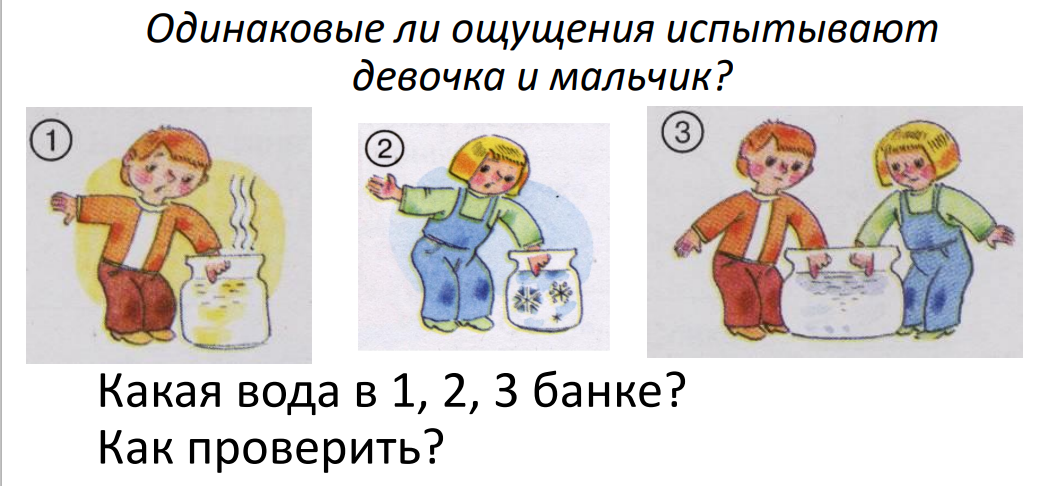 Одинаковые ли ощущения испытывают
девочка и мальчик?
1
2
3
Какая вода в 1, 2, 3 банке?
Как проверить?